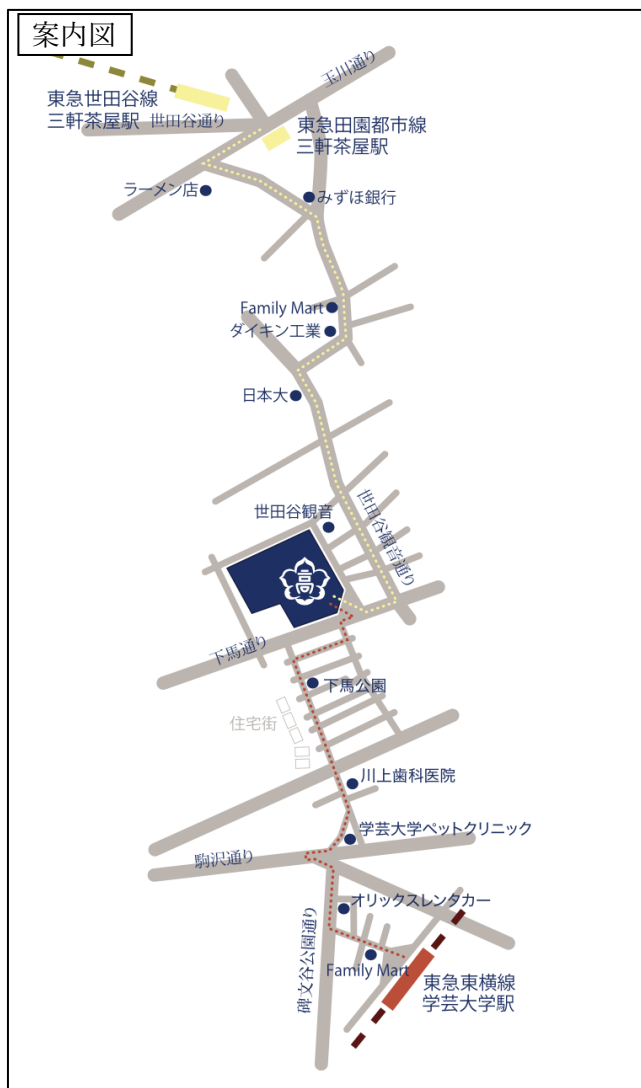 案内図
玉川通り
東急世田谷線
三軒茶屋駅
世田谷通り
東急田園都市線
三軒茶屋駅
ラーメン店
みずほ銀行
Family Mart
ダイキン工業
日本大
世田谷観音
世田谷観音通り
高
下馬通り
下馬公園
住宅街
川上歯科医院
学芸大学ペットクリニック
駒沢通り
オリックスレンタカー
碑文谷公園通り
Family Mart
東急東横線
学芸大学駅